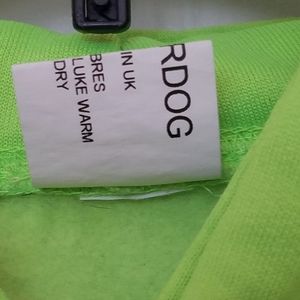 RDOG
IN UK
BRES
LUKE WARM
DRY